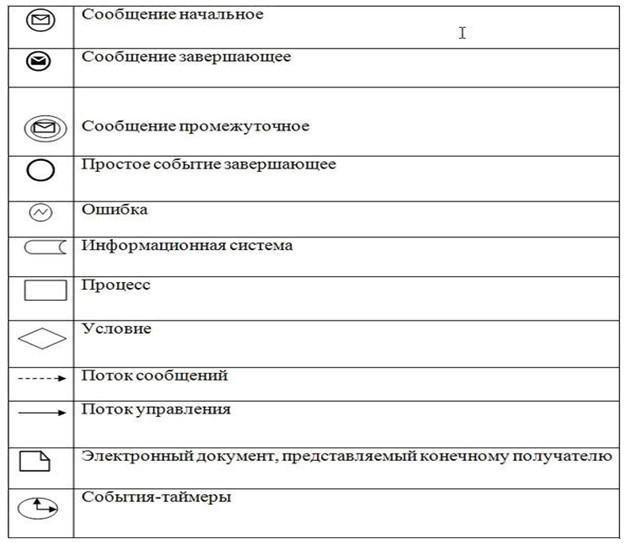 Сообщение начальное
Сообщение завершающее
Сообщение промежуточное
Простое событие завершающее
Ошибка
Информационная система
Процесс
Условие
Поток сообщений
Поток управления
Электронный документ, представляемый конечному получателю
События-таймеры